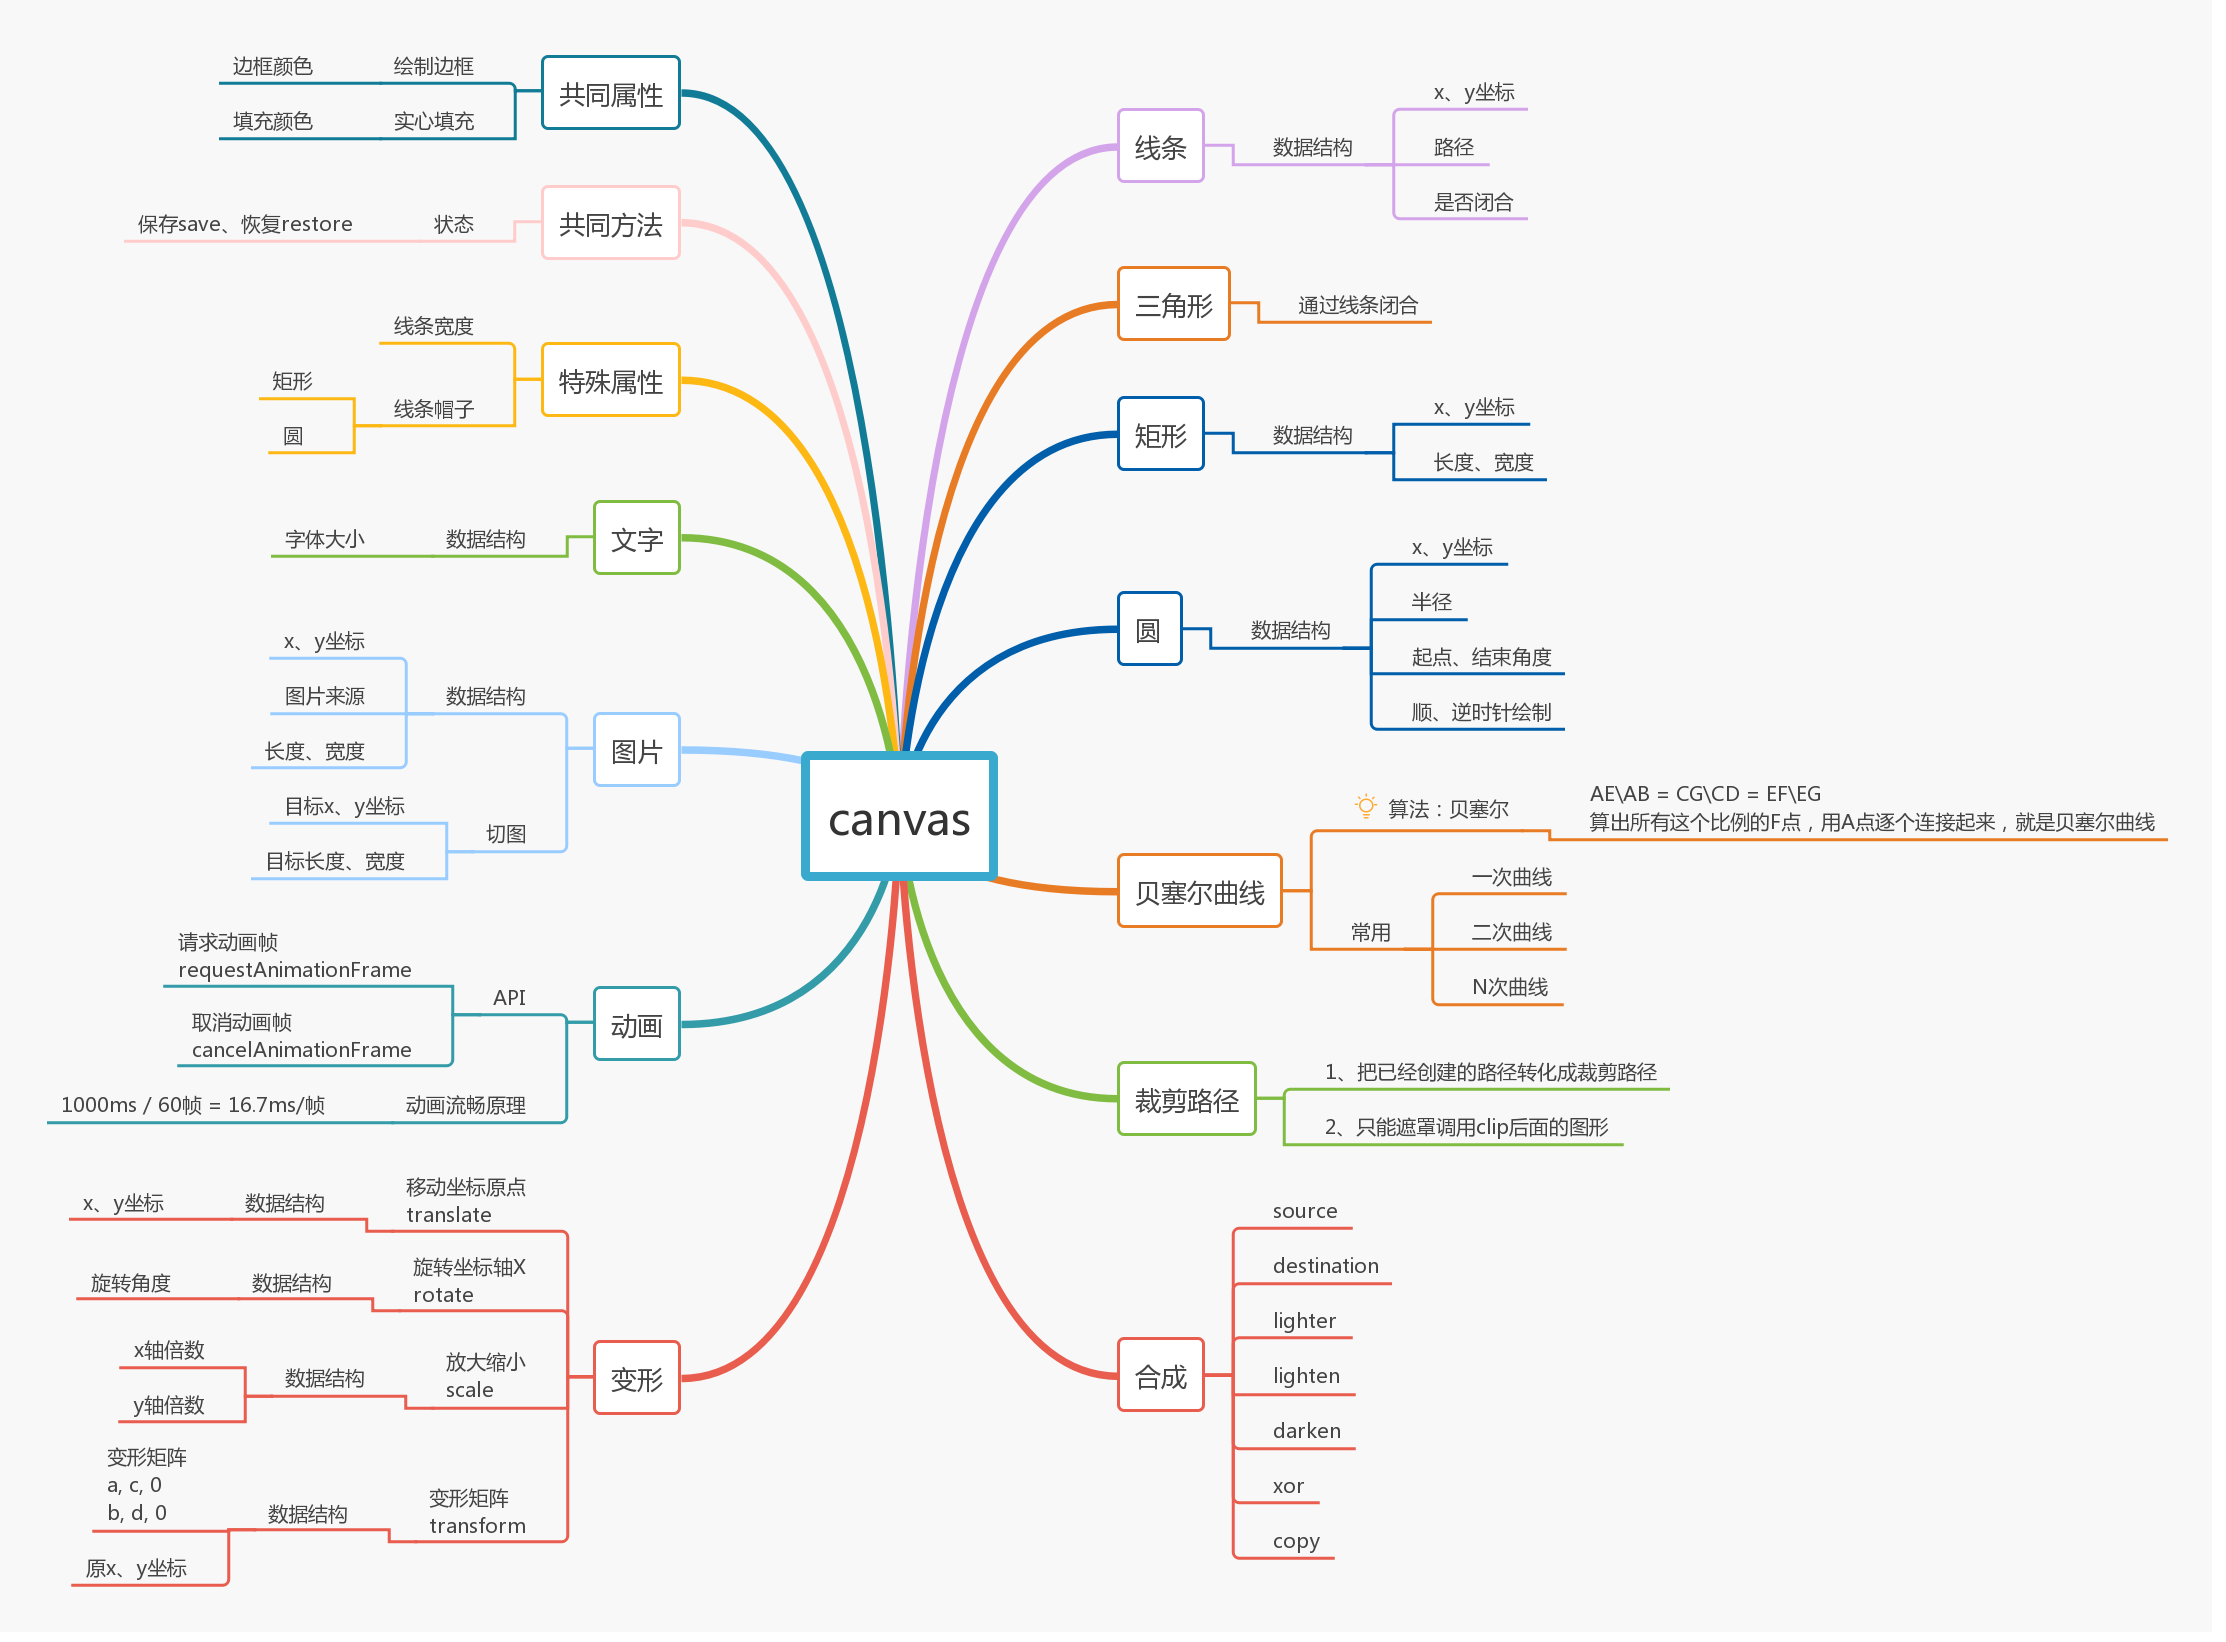 canvas
线条
数据结构
x、y坐标
路径
是否闭合
三角形
通过线条闭合
矩形
数据结构
x、y坐标
长度、宽度
圆
数据结构
x、y坐标
半径
起点、结束角度
顺、逆时针绘制
贝塞尔曲线
算法：贝塞尔
AE\AB = CG\CD = EF\EG
算出所有这个比例的F点，用A点逐个连接起来，就是贝塞尔曲线
常用
一次曲线
二次曲线
N次曲线
裁剪路径
1、把已经创建的路径转化成裁剪路径
2、只能遮罩调用clip后面的图形
合成
source
destination
lighter
lighten
darken
xor
copy
共同属性
绘制边框
边框颜色
实心填充
填充颜色
共同方法
状态
保存save、恢复restore
特殊属性
线条宽度
线条帽子
矩形
圆
文字
数据结构
字体大小
图片
数据结构
x、y坐标
图片来源
长度、宽度
切图
目标x、y坐标
目标长度、宽度
动画
API
请求动画帧
requestAnimationFrame
取消动画帧
cancelAnimationFrame
动画流畅原理
1000ms / 60帧 = 16.7ms/帧
变形
移动坐标原点
translate
数据结构
x、y坐标
旋转坐标轴X
rotate
数据结构
旋转角度
放大缩小
scale
数据结构
x轴倍数
y轴倍数
变形矩阵
transform
数据结构
变形矩阵
a, c, 0
b, d, 0
原x、y坐标